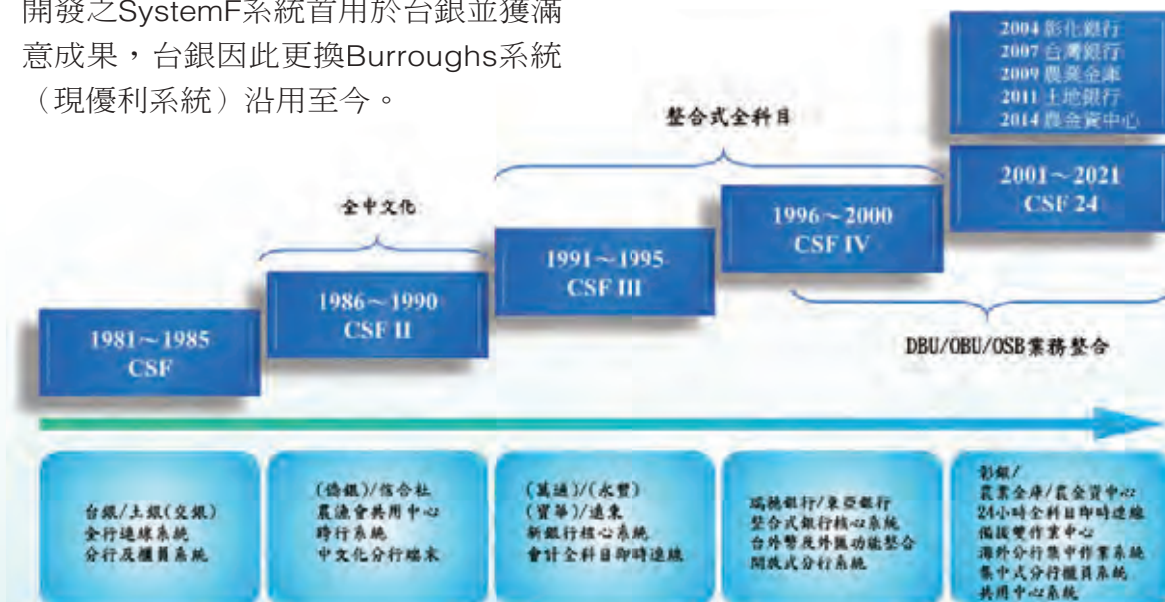 開發之SystemF系統首用於台銀並獲滿
意成果，台銀因此更換Burroughs系統
（現優利系統）沿用至今。
2004 彰化銀行
2007 台灣銀行
2009 農業金庫
2011 土地銀行
2014 農金資中心
整合式全科目
2001～2021
CSF 24
全中文化
1996～2000
CSF IV
1991～1995
CSF III
1986～1990
CSF II
1981～1985
CSF
DBU/OBU/OSB業務整合
台銀/土銀(交銀)
全行連線系統
分行及櫃員系統
(僑銀)/信合社
農漁會共用中心
跨行系統
中文化分行端末
(萬通)/(永豐)
(寶華)/遠東
新銀行核心系統
會計全科目即時連線
瑞穗銀行/東亞銀行
整合式銀行核心系統
台外幣及外匯功能整合
開放式分行系統
彰銀/
農業金庫/農金資中心
24小時全科目即時連線
備援雙作業中心
海外分行集中作業系統
集中式分行櫃員系統
共用中心系統